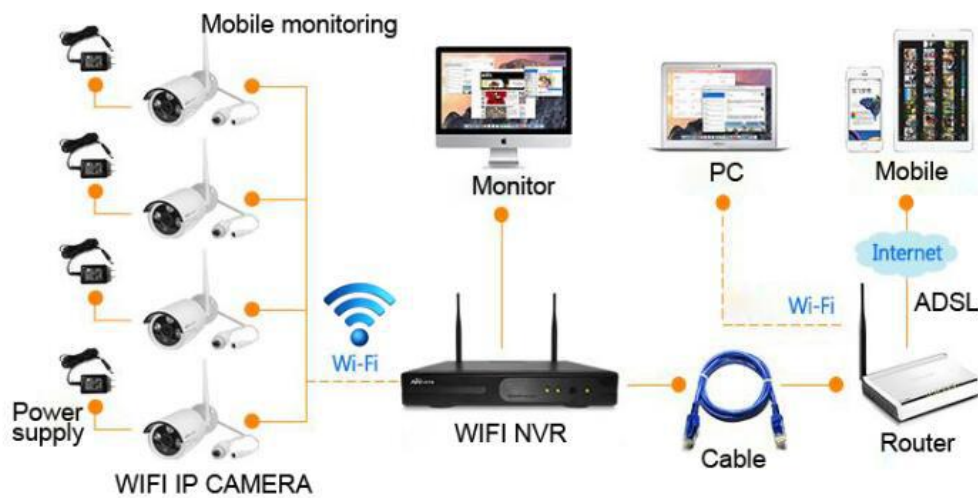 Mobile monitoring
Monitor
PC
Mobile
Internet
Wi-Fi
ADSL
Wi-Fi
Power
supply
WIFI NVR
Cable
Router
WIFI IP CAMERA